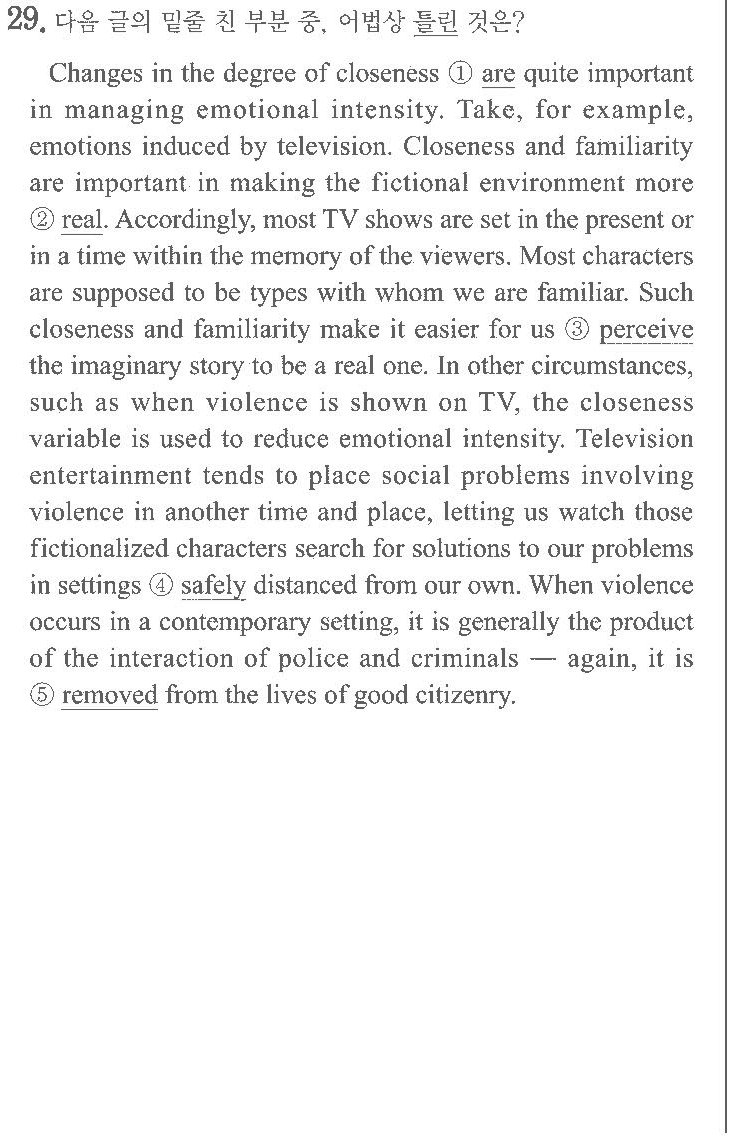 29. 다음 글의 밑줄 친 부분 중, 어법상 틀린 것은?
Changes in the degree of closeness ① are quite important
in managing emotional intensity. Take, for example,
emotions induced by television. Closeness and familiarity
are important in making the fictional environment more
② real. Accordingly, most TV shows are set in the present or
in a time within the memory of the viewers. Most characters
are supposed to be types with whom we are familiar. Such
closeness and familiarity make it easier for us ③ perceive
the imaginary story to be a real one. In other circumstances,
such as when violence is shown on TV, the closeness
variable is used to reduce emotional intensity. Television
entertainment tends to place social problems involving
violence in another time and place, letting us watch those
fictionalized characters search for solutions to our problems
in settings ④ safely distanced from our own. When violence
occurs in a contemporary setting, it is generally the product
of the interaction of police and criminals — again, it is
⑤ removed from the lives of good citizenry.